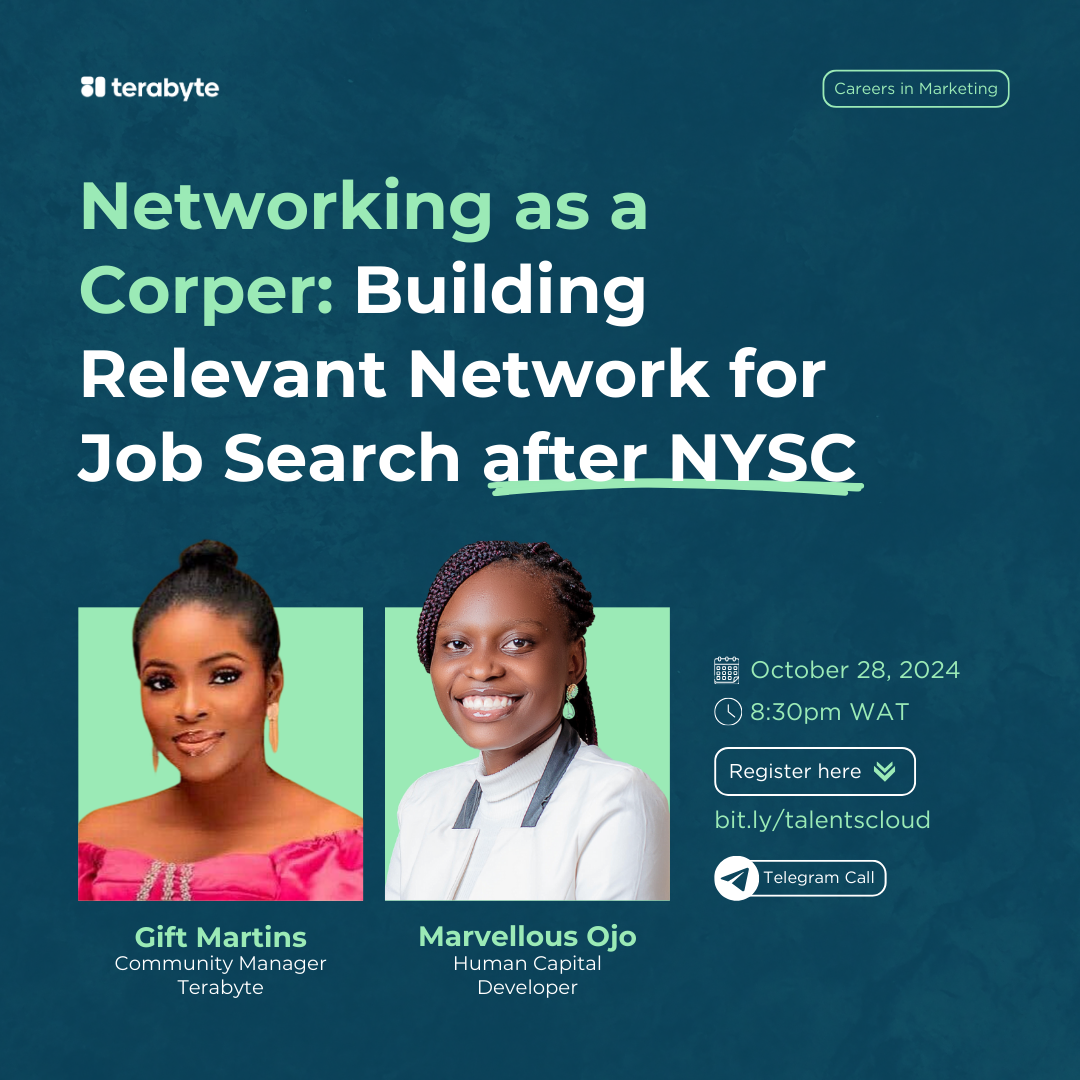 terabyte
Careers in Marketing
Networking as a
Corper: Building
Relevant Network for
Job Search after NYSC
October 28, 2024
8:30pm WAT
Register here
bit.ly/talentscloud
Telegram Call
Gift Martins
Community Manager
Terabyte
Marvellous Ojo
Human Capital
Developer